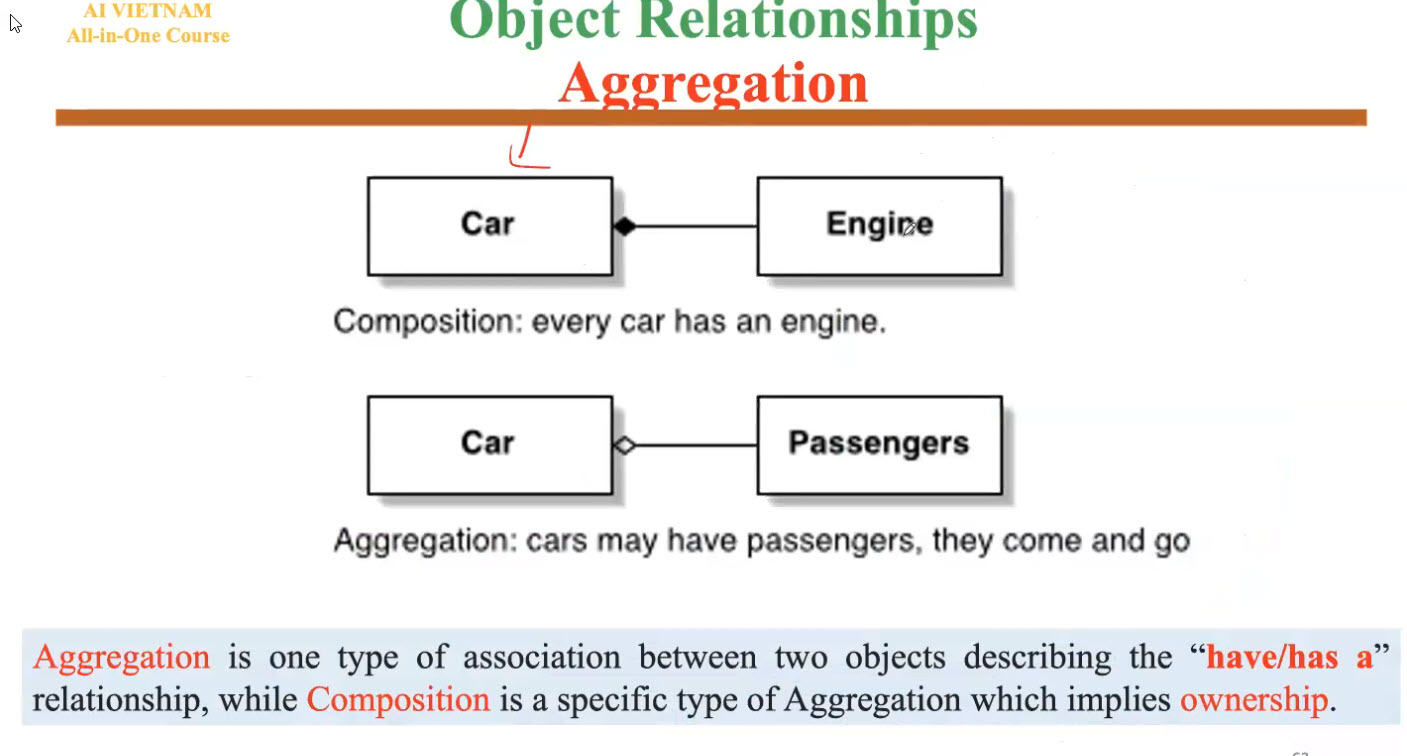 AI VIETNAM
All-in-One Course
Object Relationships
Aggregation
Car
Engine
Composition: every car has an engine.
Car
Passengers
Aggregation: cars may have passengers, they come and go
Aggregation is one type of association between two objects describing the “have/has a”
relationship, while Composition is a specific type of Aggregation which implies ownership.